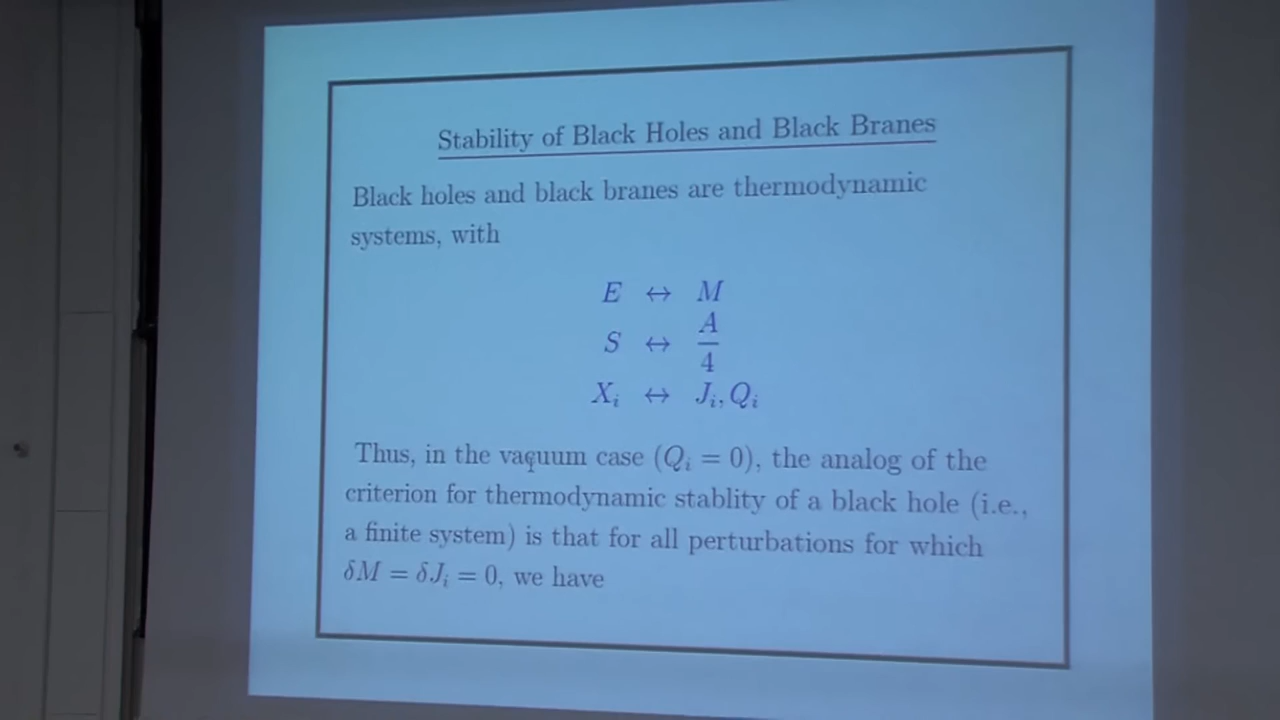 Stability of Black Holes and Black Branes
Black holes and black branes are thermodynamic
systems, with
E ↔ M
S ↔ A/4
X_i ↔ J_i, Q_i
Thus, in the vaquum case (Q_i = 0), the analog of the
criterion for thermodynamic stablity of a black hole (i.e.,
a finite system) is that for all perturbations for which
δM = δJ_i = 0, we have